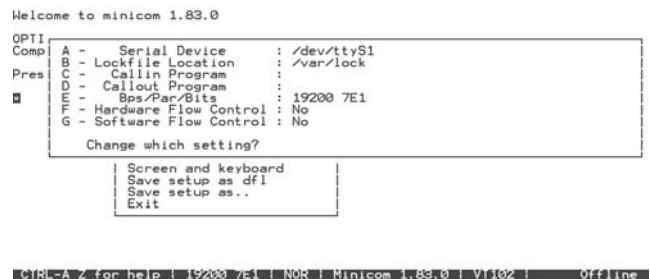 Welcome to minicom 1.83.0
OPTI
Comp
Pres
A - Serial Device : /dev/ttyS1
B - Lockfile Location : /var/lock
C - Callin Program :
D - Callout Program :
E - Bps/Par/Bits : 19200 7E1
F - Hardware Flow Control : No
G - Software Flow Control : No
Change which setting?
Screen and keyboard
Save setup as dfl
Save setup as..
Exit
CTRL-A Z for help | 19200 7E1 | NOR | Minicom 1.83.0 | VT102 | Offline